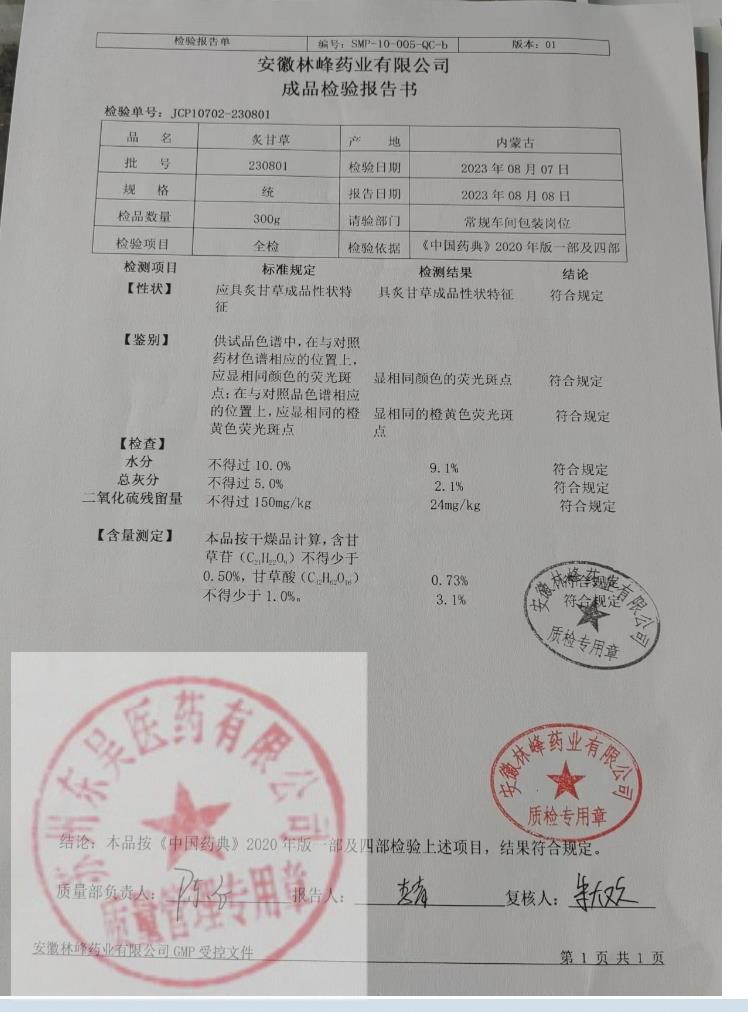 检验报告单 编号：SMP-10-005-QC-b 版本：01
安徽林峰药业有限公司
成品检验报告书
检验单号：JCP10702-230801
品 名 炙甘草 产 地 内蒙古
批 号 230801 检验日期 2023 年 08 月 07 日
规 格 统 报告日期 2023 年 08 月 08 日
检品数量 300g 请验部门 常规车间包装岗位
检验项目 全检 检验依据 《中国药典》2020 年版一部及四部
检测项目 标准规定 检测结果 结论
【性状】 应具炙甘草成品性状特 具炙甘草成品性状特征 符合规定
征
【鉴别】 供试品色谱中，在与对照
药材色谱相应的位置上，
应显相同颜色的荧光斑 显相同颜色的荧光斑点 符合规定
点；在与对照品色谱相应
的位置上，应显相同的橙 显相同的橙黄色荧光斑 符合规定
黄色荧光斑点 点
【检查】
水分 不得过 10.0% 9.1% 符合规定
总灰分 不得过 5.0% 2.1% 符合规定
二氧化硫残留量 不得过 150mg/kg 24mg/kg 符合规定
【含量测定】 本品按干燥品计算，含甘
草苷（C₂₁H₂₂O₉）不得少于
0.50%，甘草酸（C₄₂H₆₂O₁₆） 0.73% 符合规定
不得少于 1.0%。 3.1% 符合规定
安徽林峰药业有限公司
质检专用章
安徽林峰药业有限公司
质检专用章
苏州东吴医药有限公司
质量管理专用章
结论：本品按《中国药典》2020 年版一部及四部检验上述项目，结果符合规定。
质量部负责人： 报告人： 复核人：
安徽林峰药业有限公司 GMP 受控文件 第 1 页 共 1 页